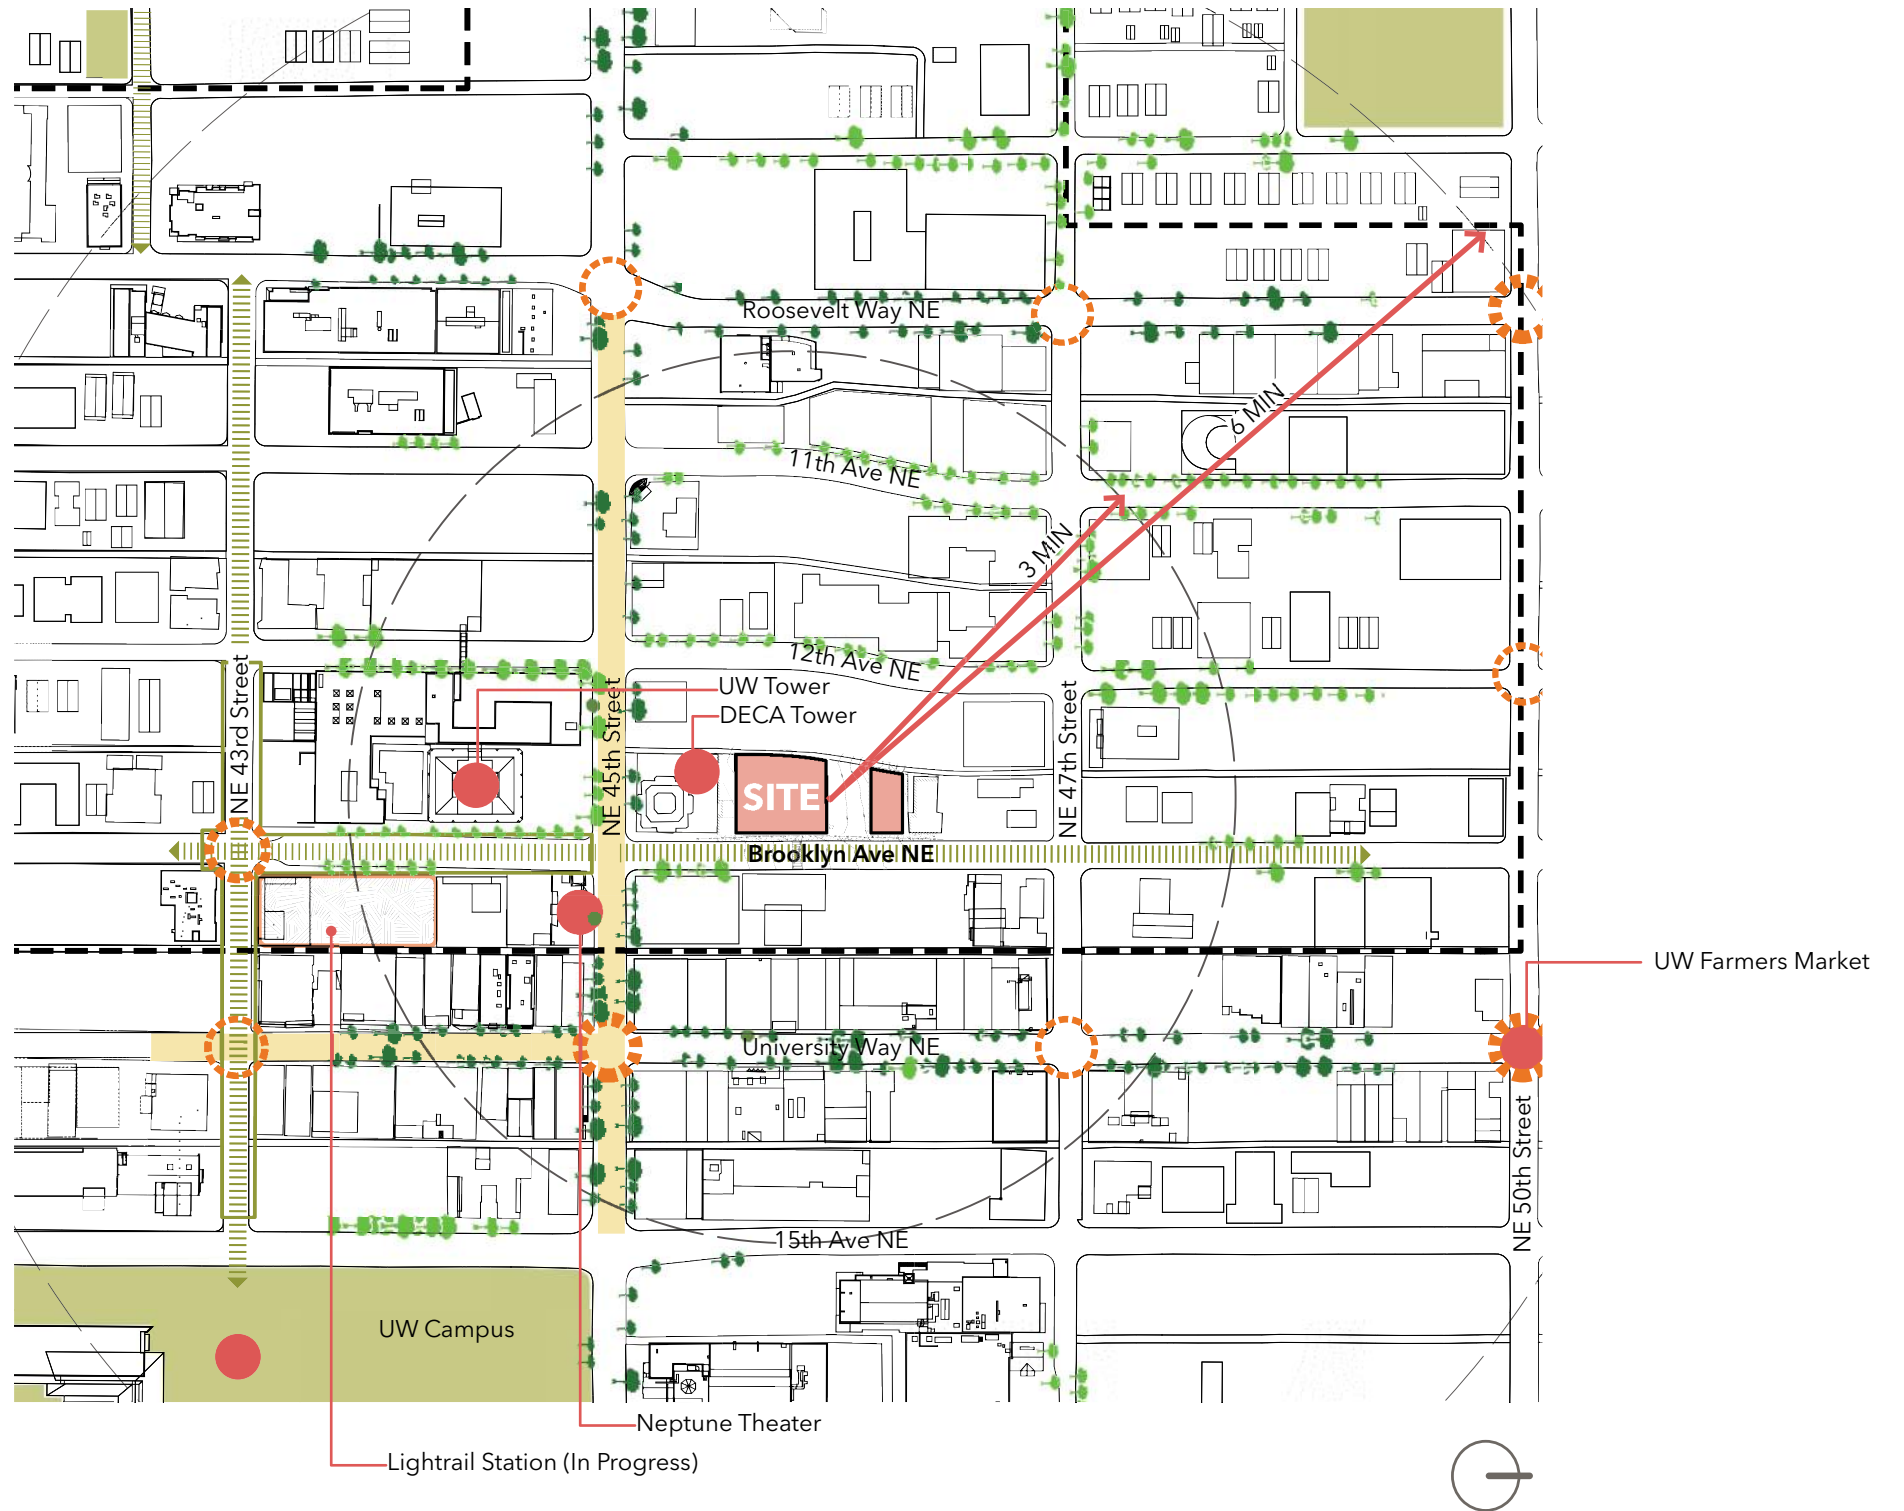 Roosevelt Way NE
6 MIN
11th Ave NE
3 MIN
12th Ave NE
NE 43rd Street
NE 45th Street
UW Tower
DECA Tower
NE 47th Street
SITE
Brooklyn Ave NE
UW Farmers Market
University Way NE
NE 50th Street
15th Ave NE
UW Campus
Neptune Theater
Lightrail Station (In Progress)